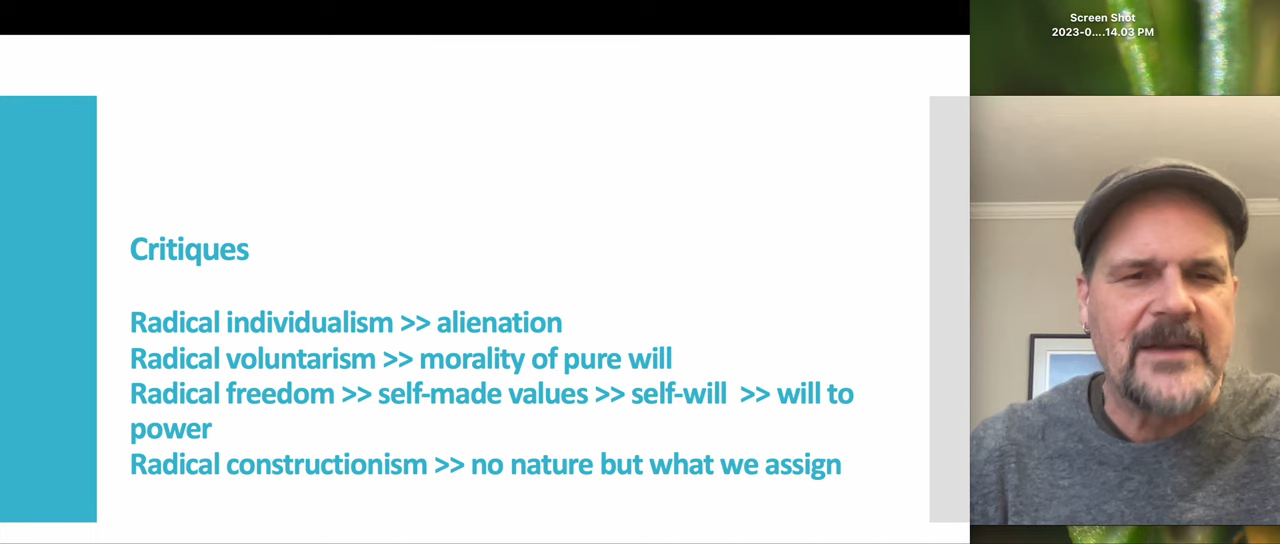 Screen Shot
2023-0....14.03 PM
Critiques
Radical individualism >> alienation
Radical voluntarism >> morality of pure will
Radical freedom >> self-made values >> self-will >> will to
power
Radical constructionism >> no nature but what we assign